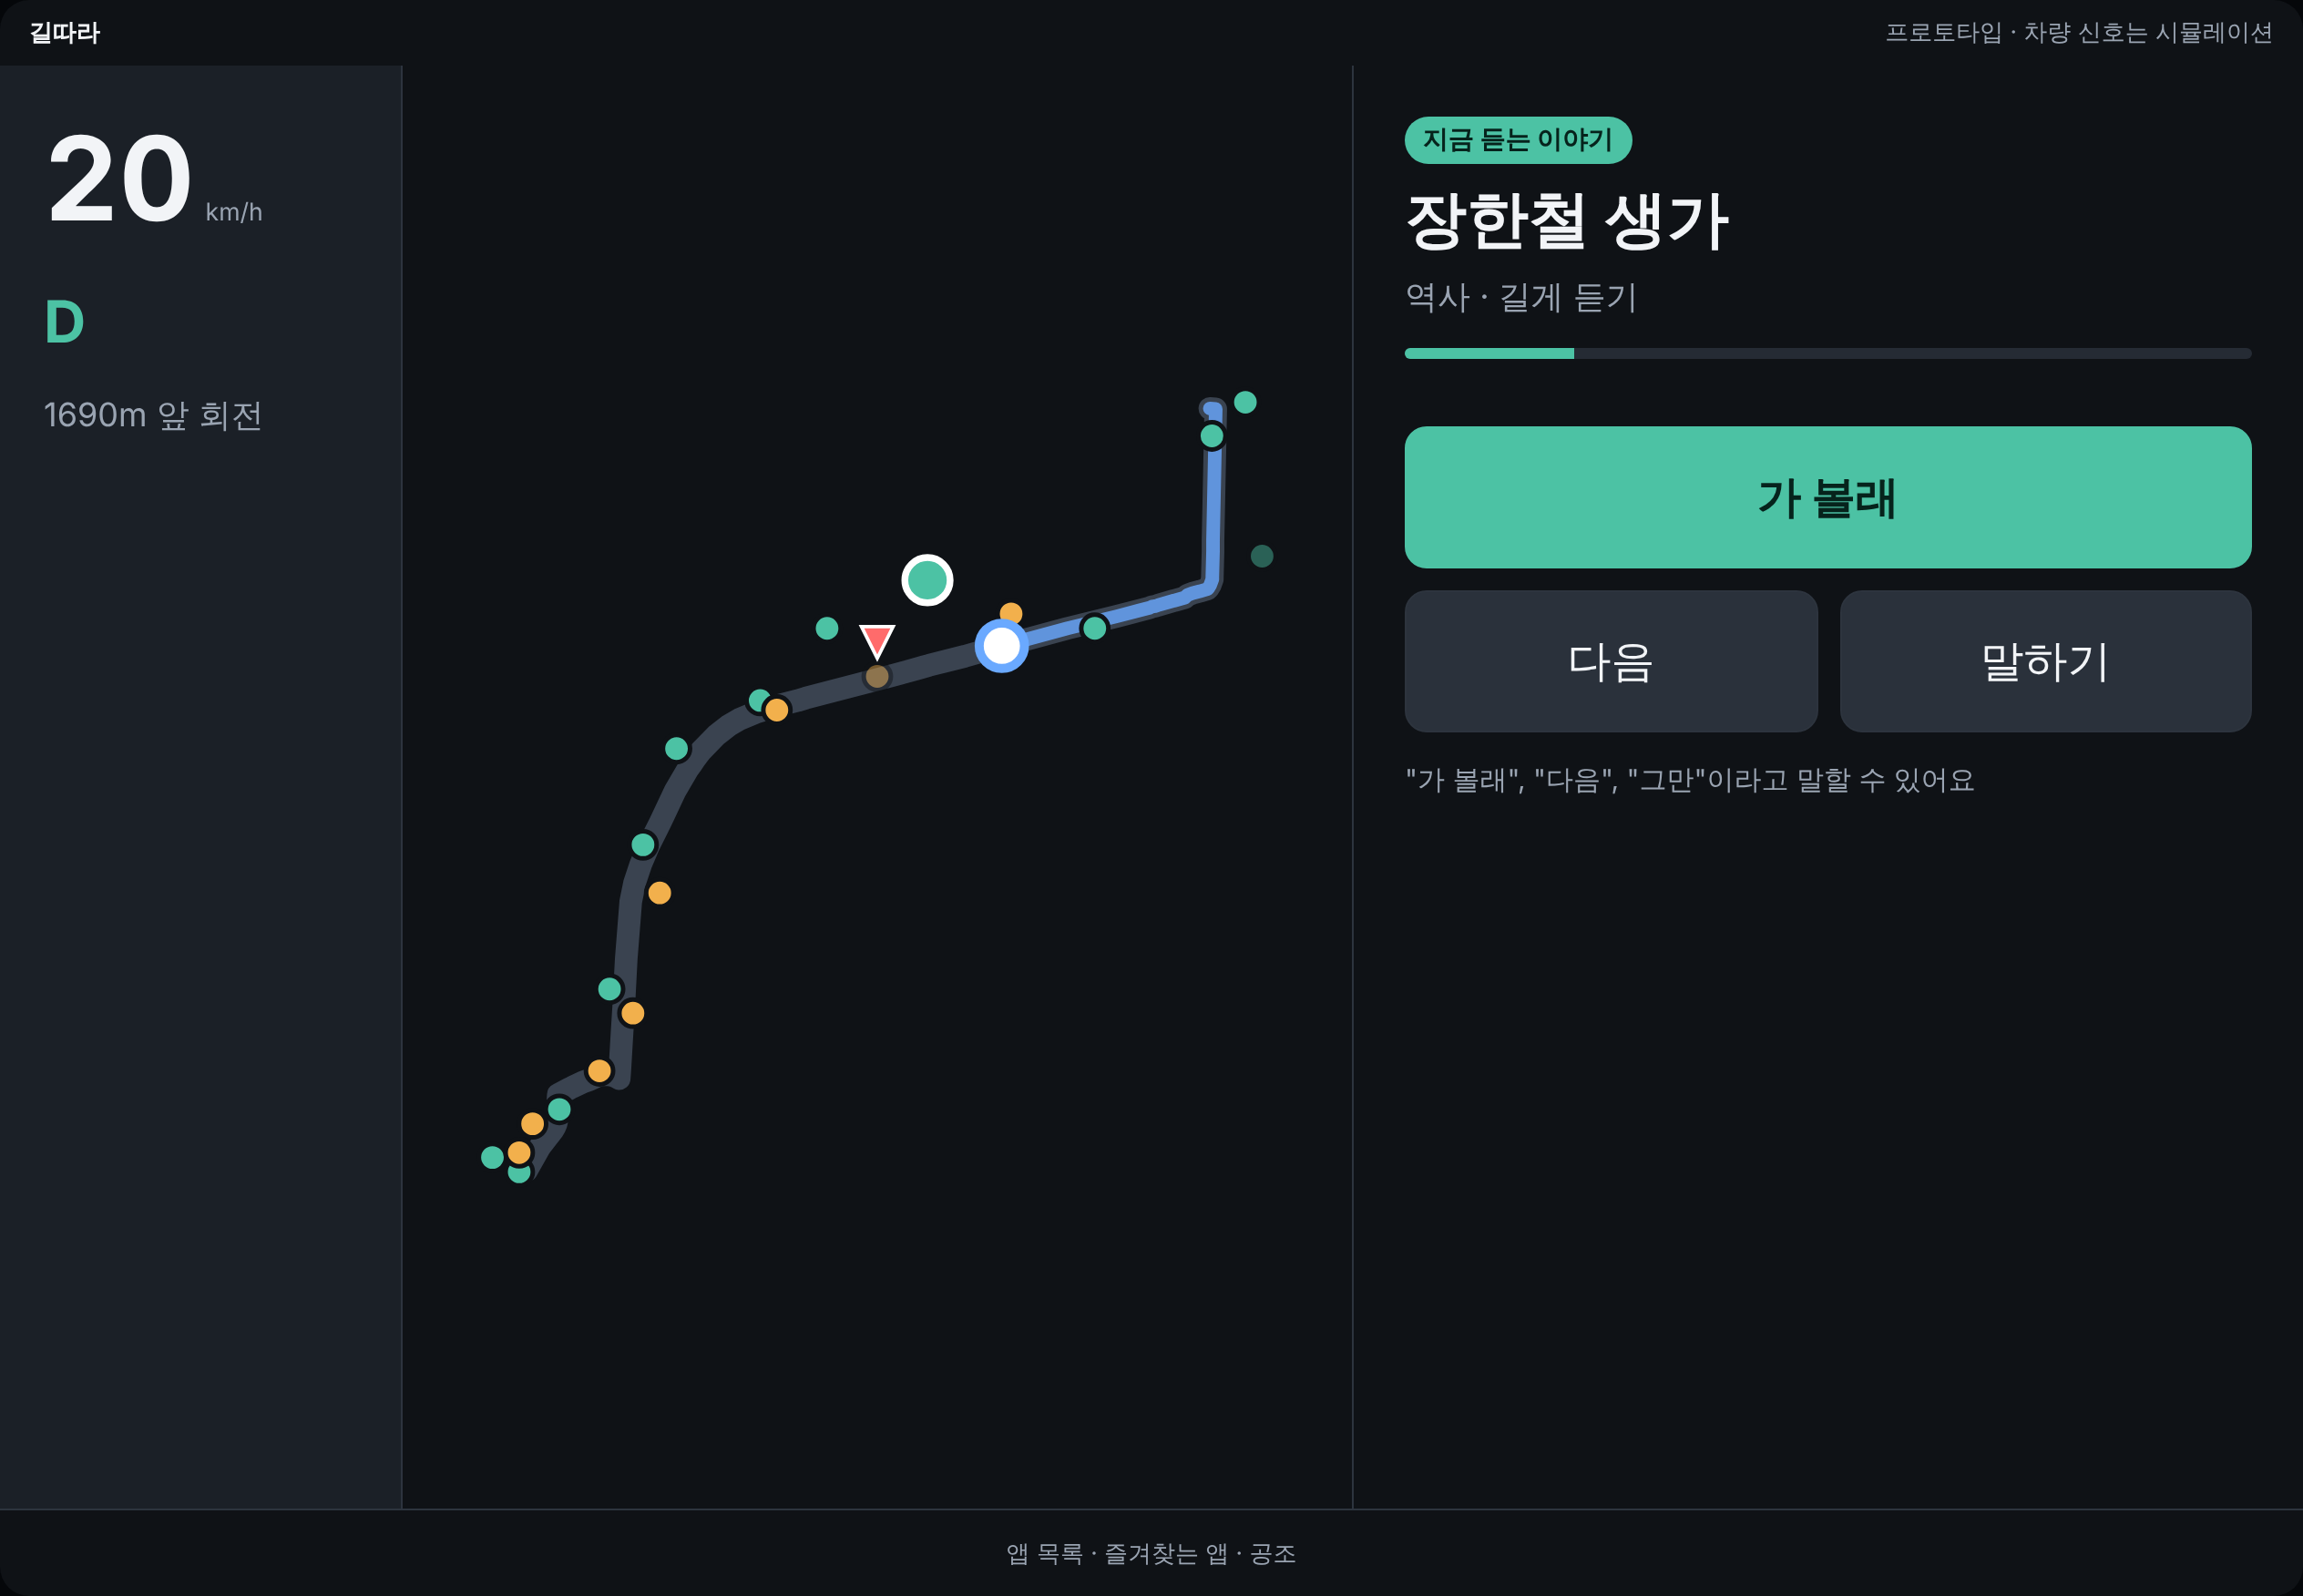 길따라
프로토타입 · 차량 신호는 시뮬레이션
20 km/h
D
1690m 앞 회전
지금 듣는 이야기
장한철 생가
역사 · 길게 듣기
가 볼래
다음
말하기
"가 볼래", "다음", "그만"이라고 말할 수 있어요
앱 목록 · 즐겨찾는 앱 · 공조